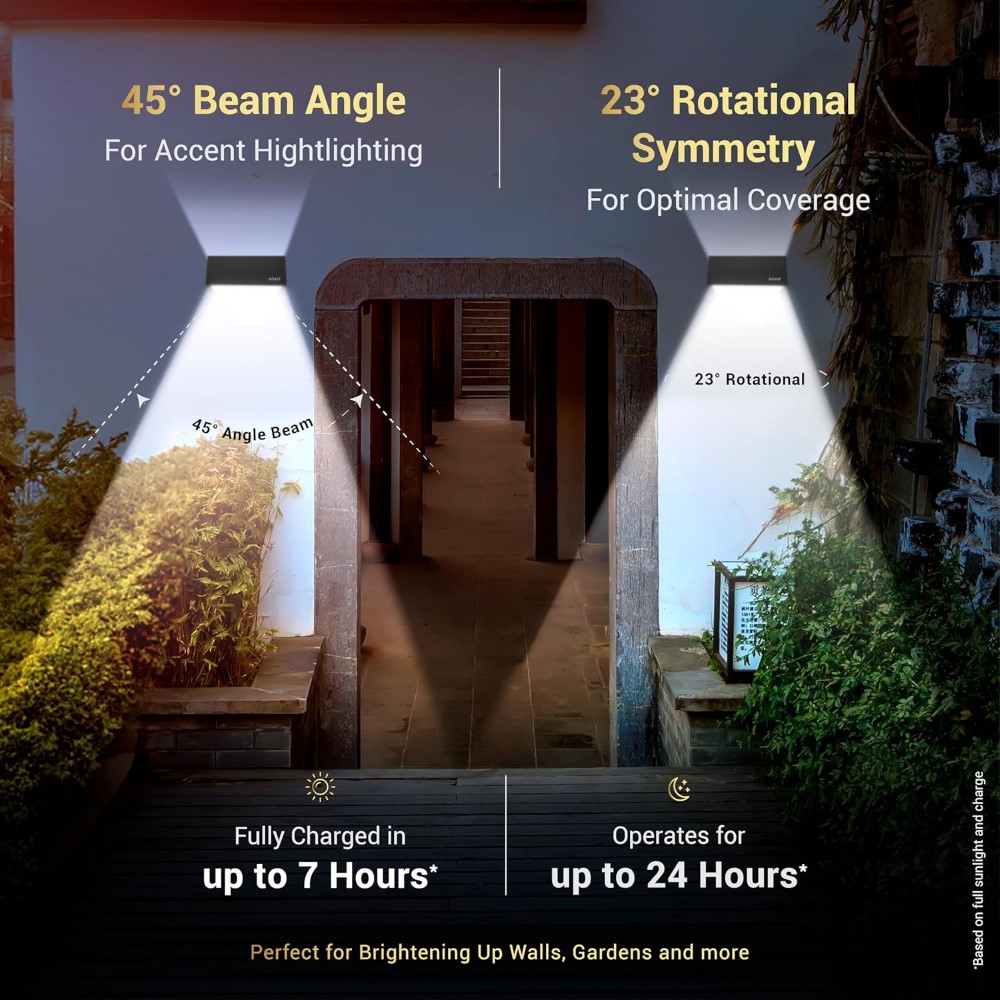 45° Beam Angle
For Accent Hightlighting
23° Rotational
Symmetry
For Optimal Coverage
45° Angle Beam
23° Rotational
Fully Charged in
up to 7 Hours*
Operates for
up to 24 Hours*
Perfect for Brightening Up Walls, Gardens and more
*Based on full sunlight and charge